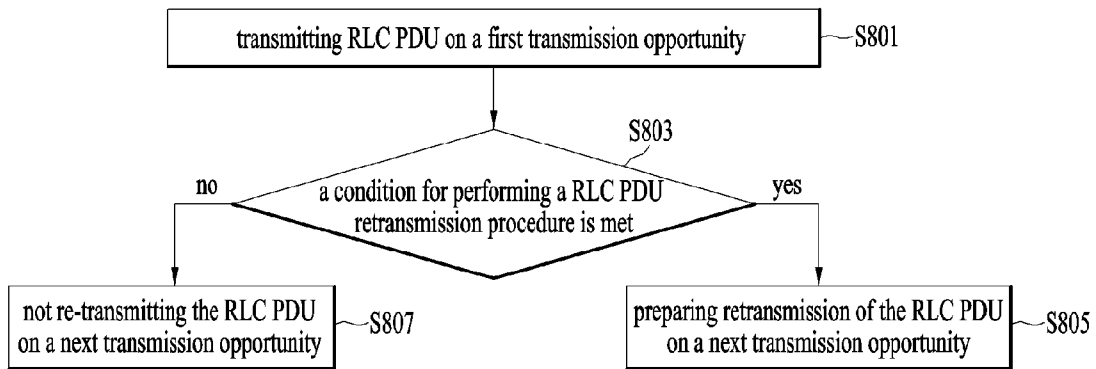 transmitting RLC PDU on a first transmission opportunity
S801
S803
no
a condition for performing a RLC PDU
retransmission procedure is met
yes
not re-transmitting the RLC PDU
on a next transmission opportunity
S807
preparing retransmission of the RLC PDU
on a next transmission opportunity
S805